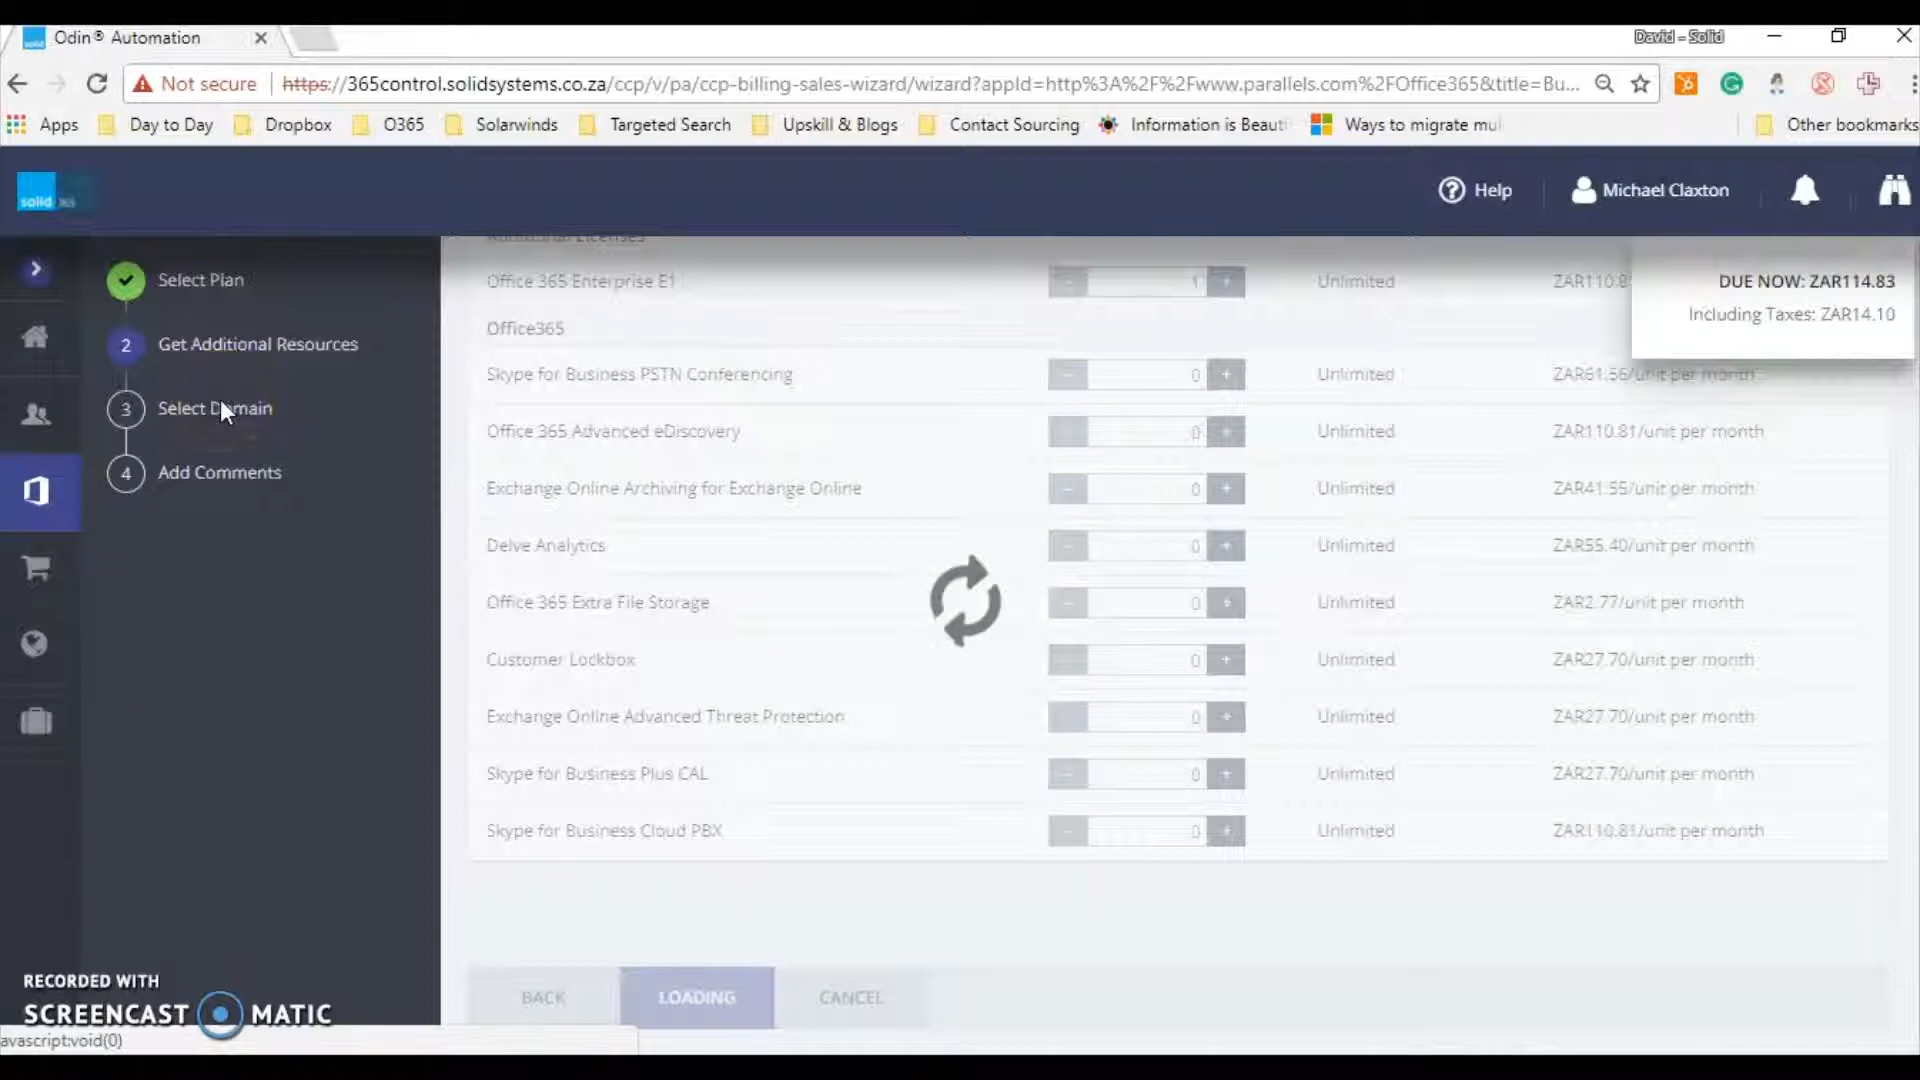 Odin® Automation
David – Solid
Not secure https://365control.solidsystems.co.za/ccp/v/pa/ccp-billing-sales-wizard/wizard?appId=http%3A%2F%2Fwww.parallels.com%2FOffice365&title=Bu...
Apps Day to Day Dropbox O365 Solarwinds Targeted Search Upskill & Blogs Contact Sourcing Information is Beauti Ways to migrate mul Other bookmarks
solid 365 Help Michael Claxton
Additional Licenses
Select Plan
Office 365 Enterprise E1 1 Unlimited ZAR110.8
DUE NOW: ZAR114.83
Including Taxes: ZAR14.10
Office365
2 Get Additional Resources
Skype for Business PSTN Conferencing 0 Unlimited ZAR61.56/unit per month
3 Select Domain
Office 365 Advanced eDiscovery 0 Unlimited ZAR110.81/unit per month
4 Add Comments
Exchange Online Archiving for Exchange Online 0 Unlimited ZAR41.55/unit per month
Delve Analytics 0 Unlimited ZAR55.40/unit per month
Office 365 Extra File Storage 0 Unlimited ZAR2.77/unit per month
Customer Lockbox 0 Unlimited ZAR27.70/unit per month
Exchange Online Advanced Threat Protection 0 Unlimited ZAR27.70/unit per month
Skype for Business Plus CAL 0 Unlimited ZAR27.70/unit per month
Skype for Business Cloud PBX 0 Unlimited ZAR110.81/unit per month
BACK LOADING CANCEL
RECORDED WITH
SCREENCAST MATIC
avascript:void(0)